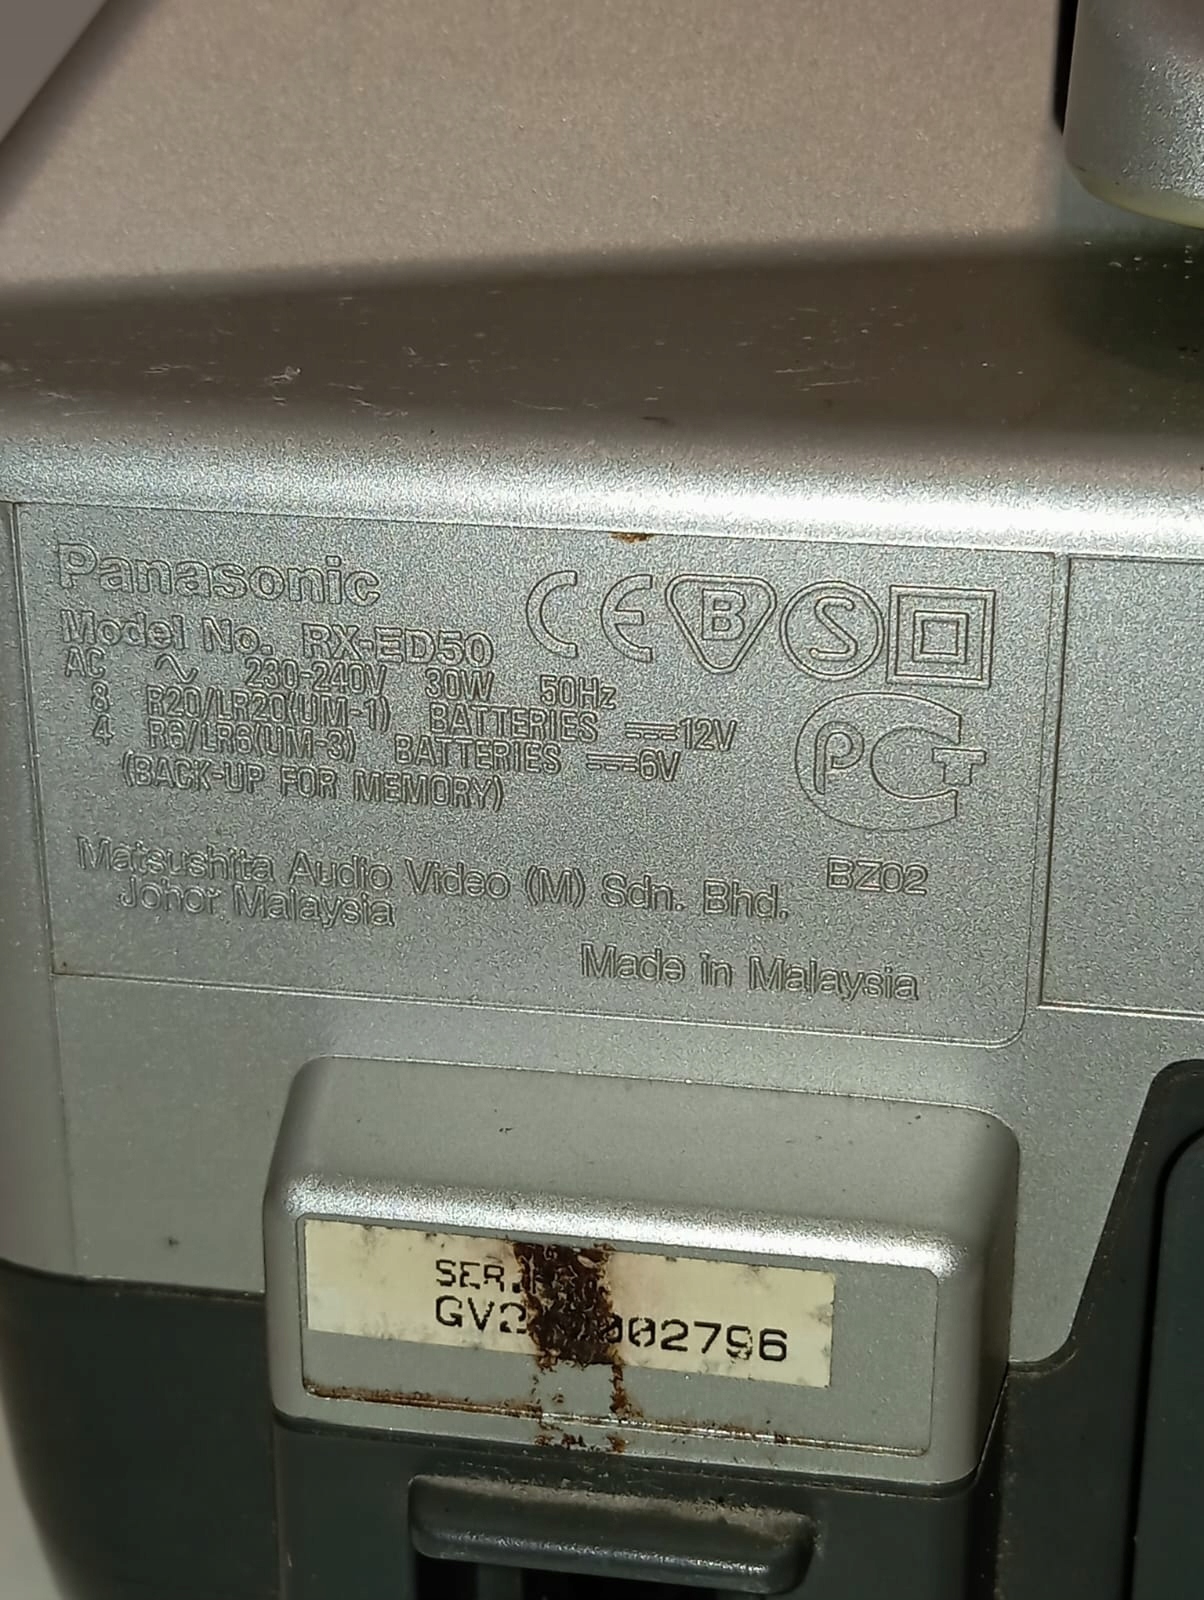 Panasonic
CE B S
Model No. RX-ED50
AC ~ 230-240V 30W 50Hz
8 R20/LR20(UM-1) BATTERIES ⎓12V
4 R6/LR6(UM-3) BATTERIES ⎓6V
(BACK-UP FOR MEMORY)
PCT
BZ02
Matsushita Audio Video (M) Sdn. Bhd.
Johor Malaysia
Made in Malaysia